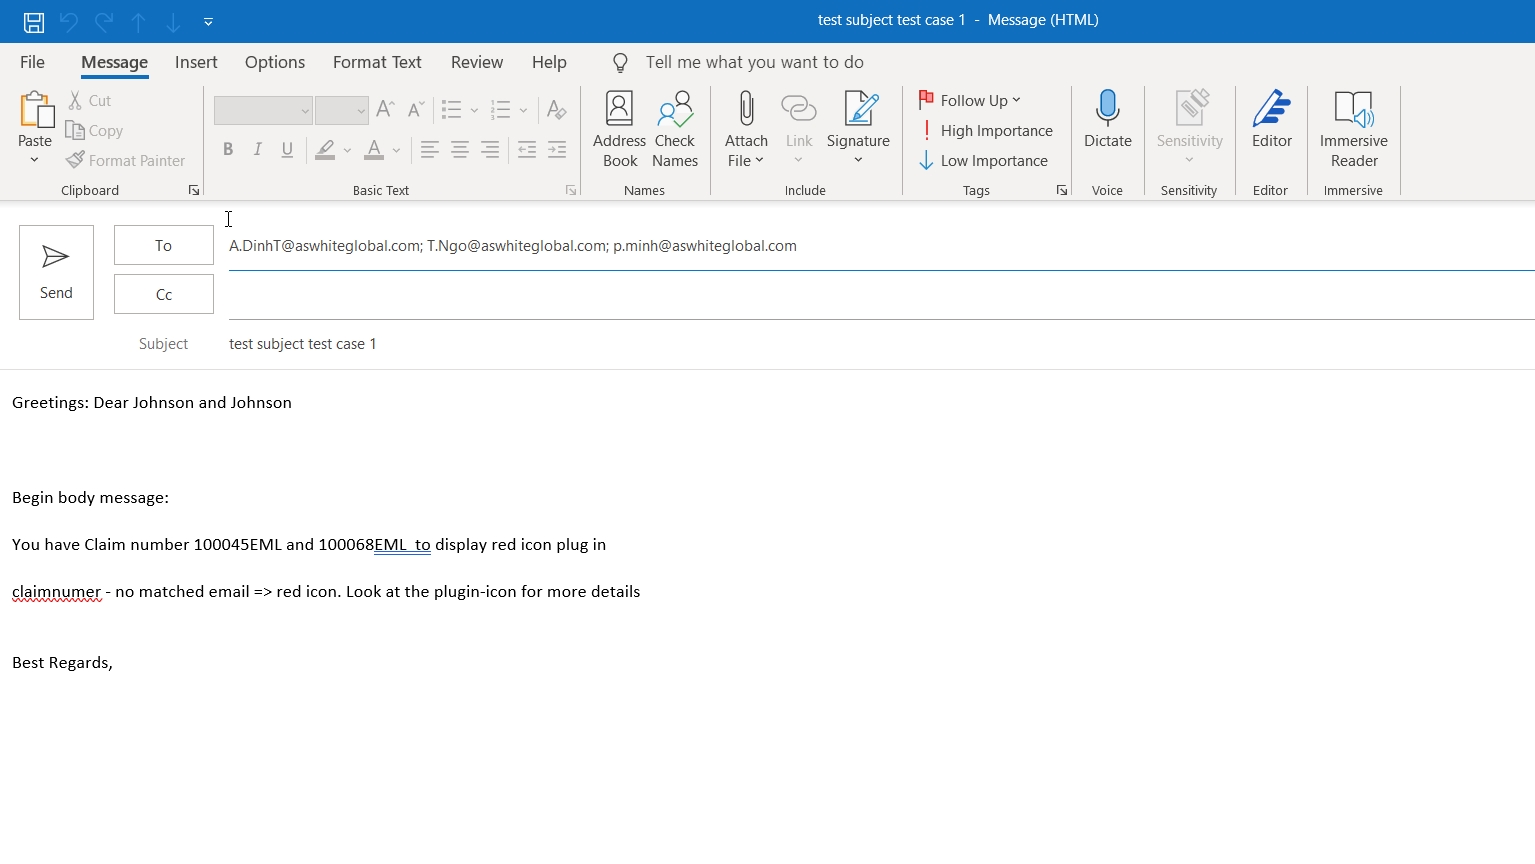 test subject test case 1 - Message (HTML)
File Message Insert Options Format Text Review Help Tell me what you want to do
Paste
Cut
Copy
Format Painter
Clipboard
B I U A
Basic Text
Address Book
Check Names
Names
Attach File
Link
Signature
Include
Follow Up
High Importance
Low Importance
Tags
Dictate
Voice
Sensitivity
Sensitivity
Editor
Editor
Immersive Reader
Immersive
Send
To A.DinhT@aswhiteglobal.com; T.Ngo@aswhiteglobal.com; p.minh@aswhiteglobal.com
Cc
Subject test subject test case 1
Greetings: Dear Johnson and Johnson
Begin body message:
You have Claim number 100045EML and 100068EML  to display red icon plug in
claimnumer - no matched email => red icon. Look at the plugin-icon for more details
Best Regards,